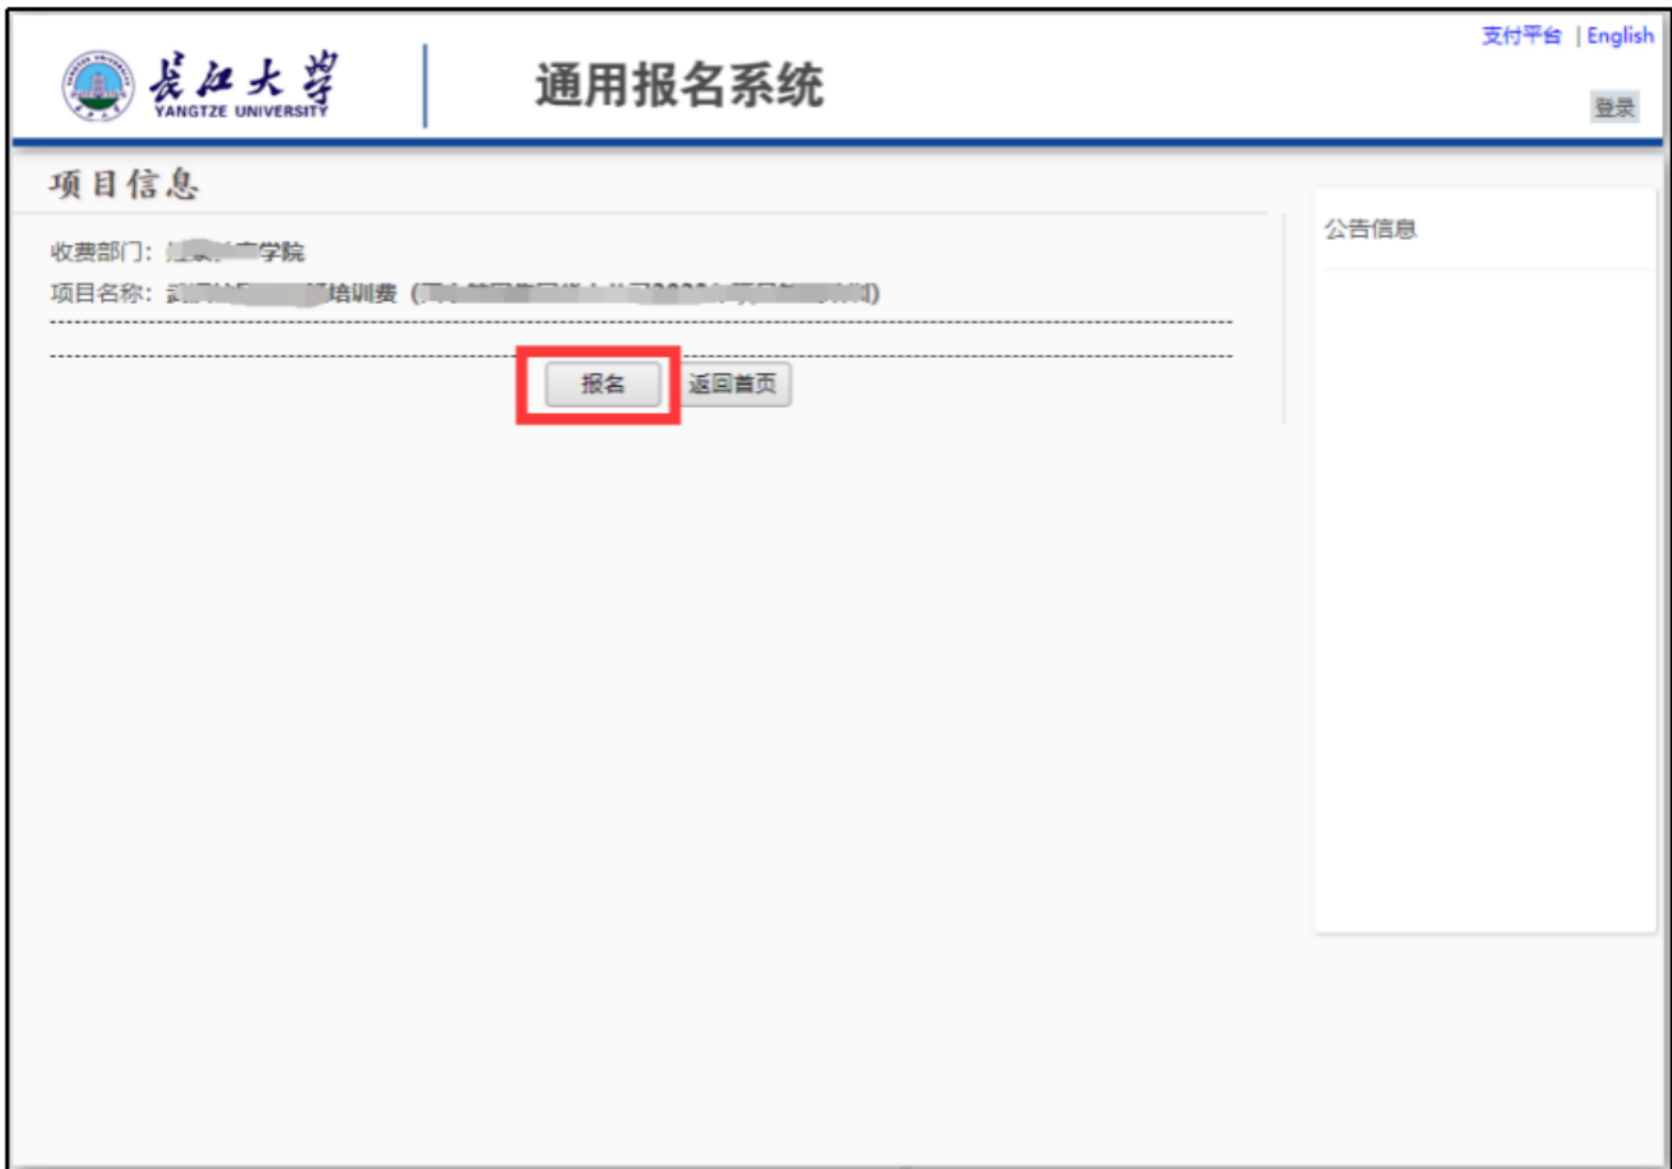 支付平台 | English
长江大学
YANGTZE UNIVERSITY
通用报名系统
登录
项目信息
收费部门： 学院
项目名称： 培训费（
公告信息
报名
返回首页